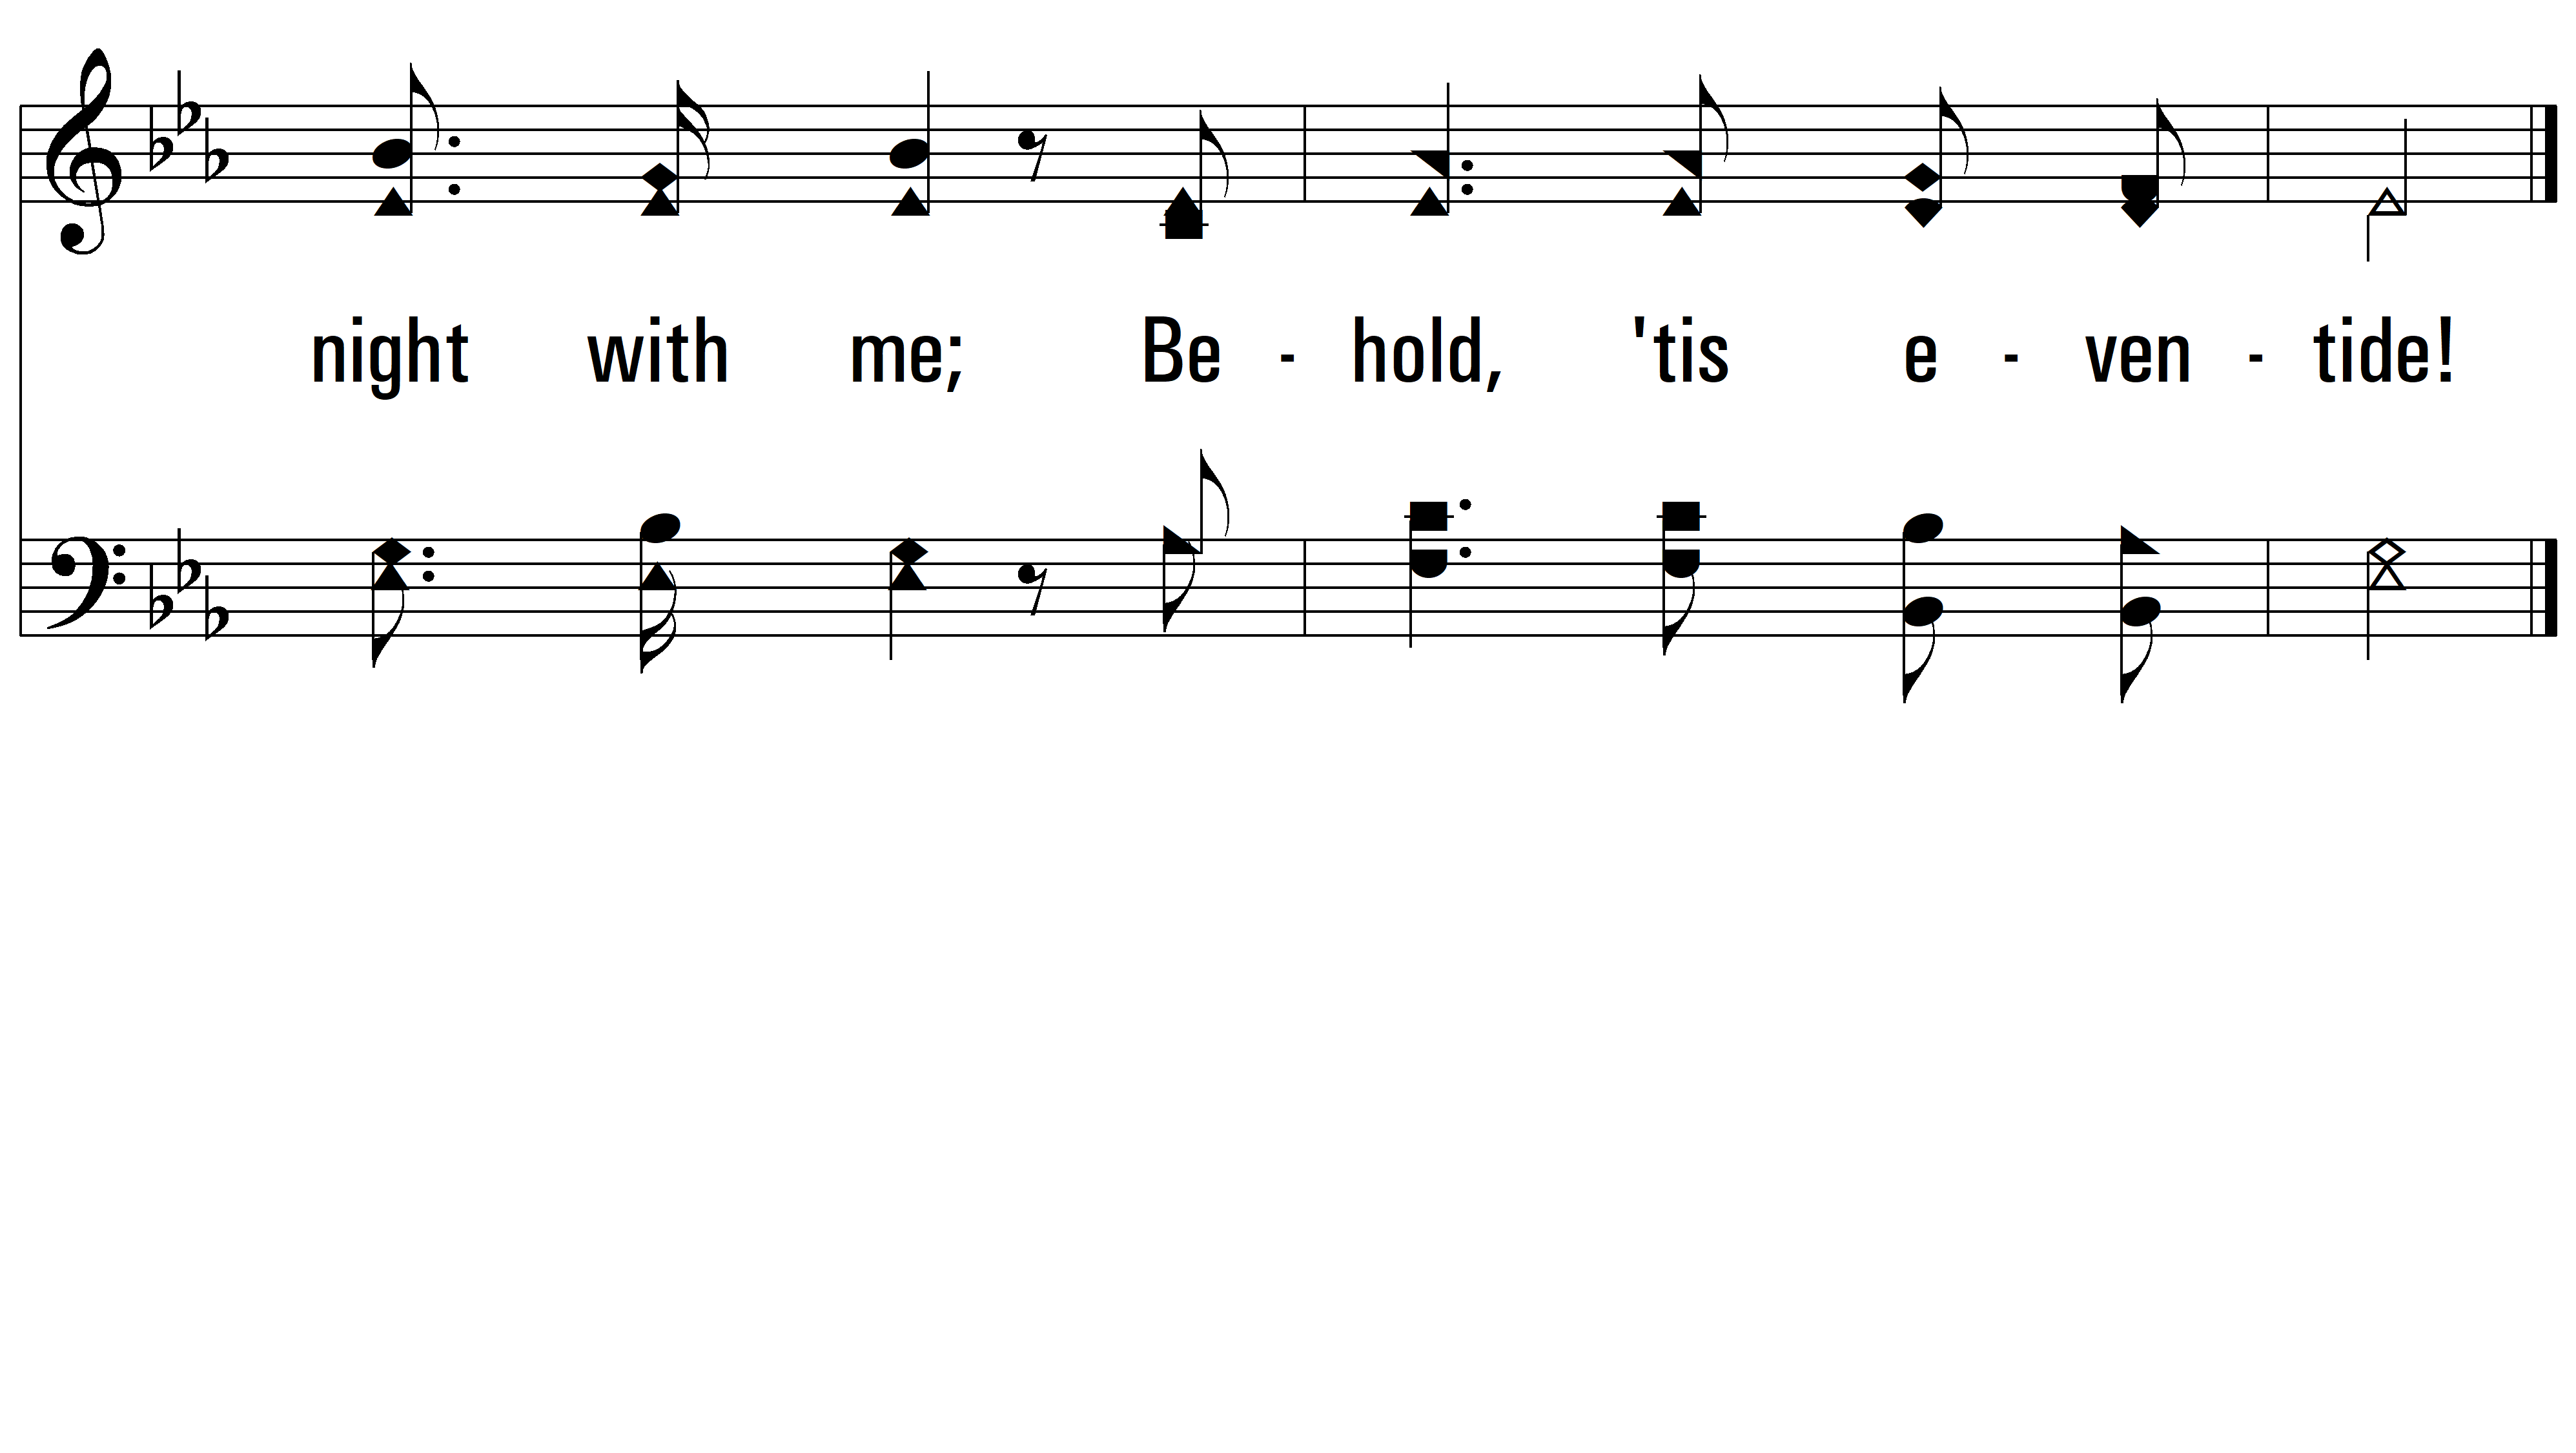 night with me; Be - hold, 'tis e - ven - tide!